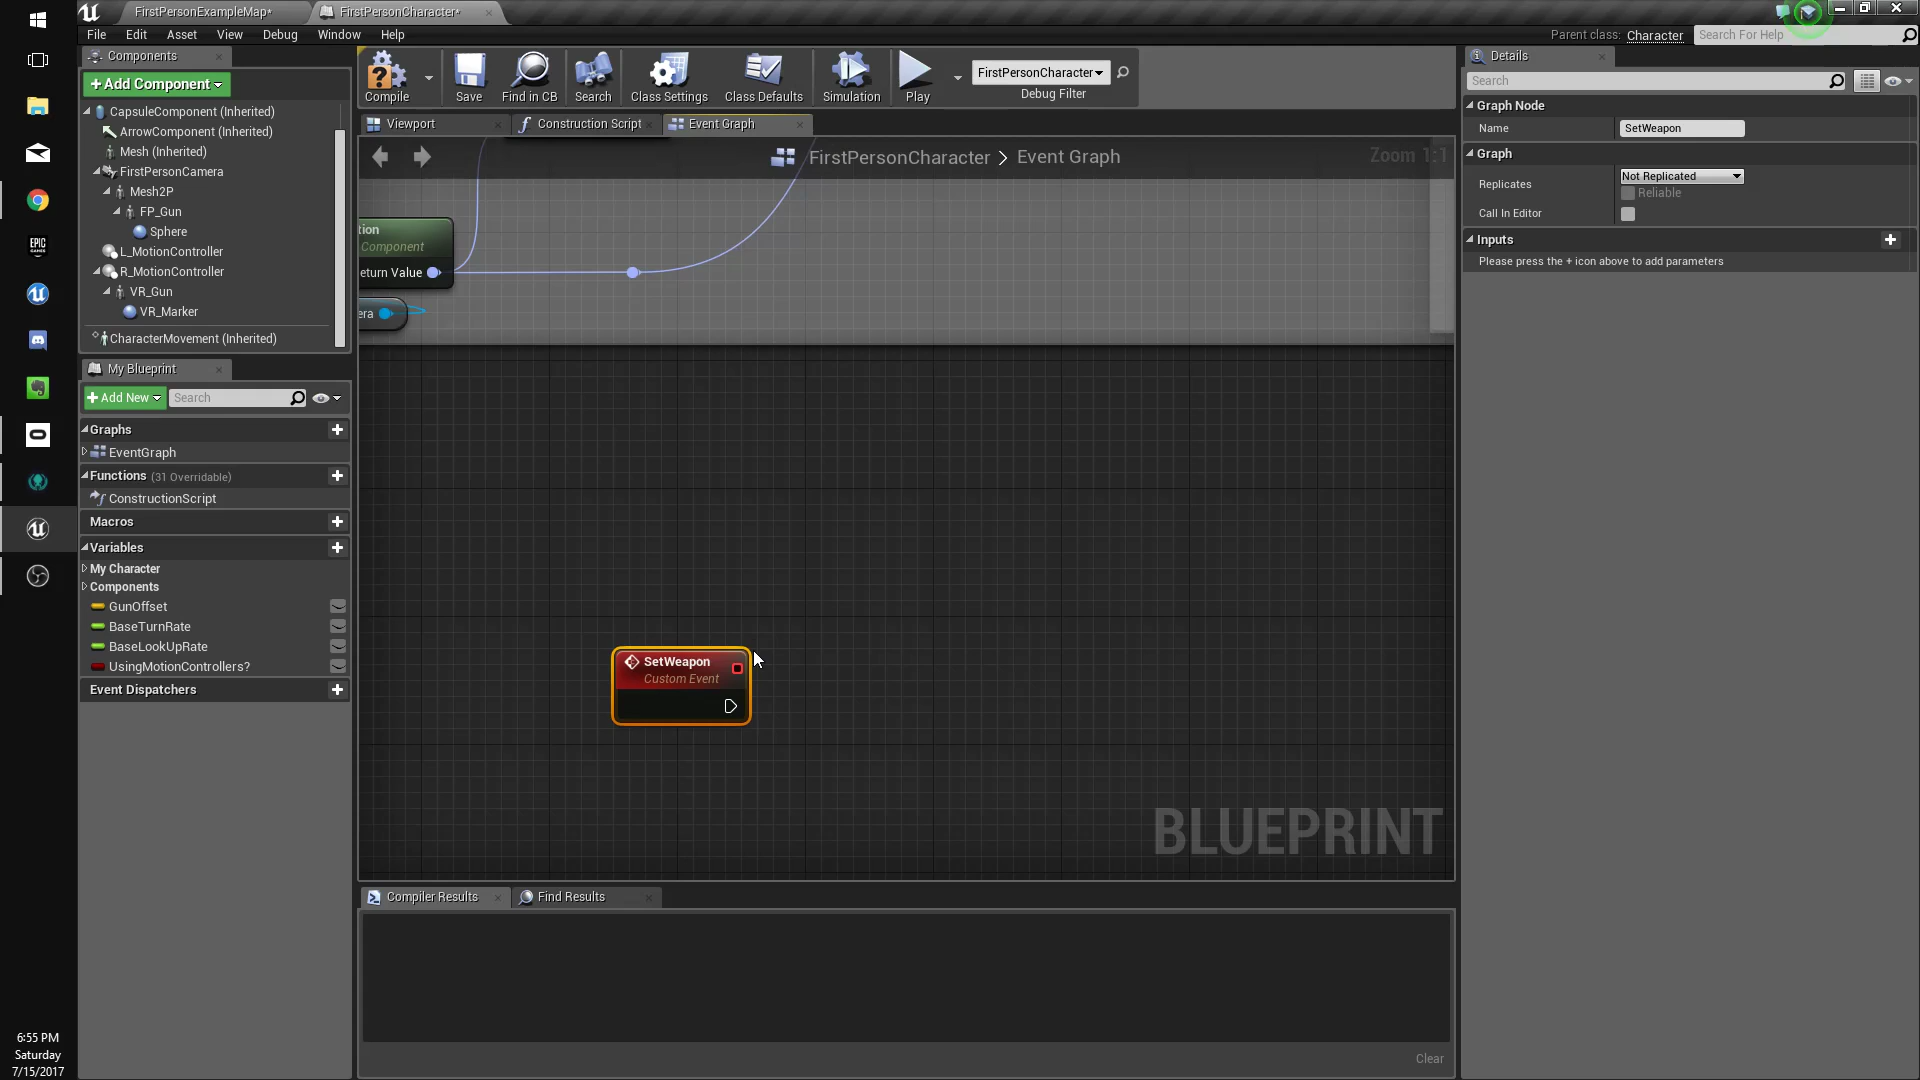 FirstPersonExampleMap*
FirstPersonCharacter*
File Edit Asset View Debug Window Help
Parent class: Character
Search For Help
Components
+Add Component
CapsuleComponent (Inherited)
ArrowComponent (Inherited)
Mesh (Inherited)
FirstPersonCamera
Mesh2P
FP_Gun
Sphere
L_MotionController
R_MotionController
VR_Gun
VR_Marker
CharacterMovement (Inherited)
My Blueprint
+Add New
Search
Graphs
EventGraph
Functions (31 Overridable)
ConstructionScript
Macros
Variables
My Character
Components
GunOffset
BaseTurnRate
BaseLookUpRate
UsingMotionControllers?
Event Dispatchers
Compile
Save
Find in CB
Search
Class Settings
Class Defaults
Simulation
Play
FirstPersonCharacter
Debug Filter
Viewport
Construction Script
Event Graph
FirstPersonCharacter > Event Graph
Zoom 1:1
tion
Component
eturn Value
era
SetWeapon
Custom Event
BLUEPRINT
Compiler Results
Find Results
Clear
Details
Search
Graph Node
Name SetWeapon
Graph
Replicates Not Replicated
Reliable
Call In Editor
Inputs
Please press the + icon above to add parameters
EPIC
GAMES
6:55 PM
Saturday
7/15/2017